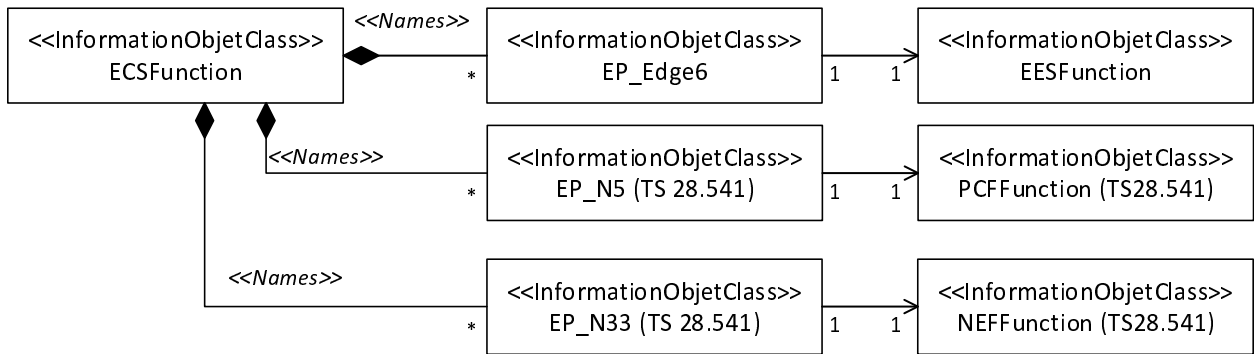 <<Names>>
<<InformationObjetClass>>
ECSFunction
*
<<InformationObjetClass>>
EP_Edge6
1
1
<<InformationObjetClass>>
EESFunction
<<Names>>
*
<<InformationObjetClass>>
EP_N5 (TS 28.541)
1
1
<<InformationObjetClass>>
PCFFunction (TS28.541)
<<Names>>
*
<<InformationObjetClass>>
EP_N33 (TS 28.541)
1
1
<<InformationObjetClass>>
NEFFunction (TS28.541)